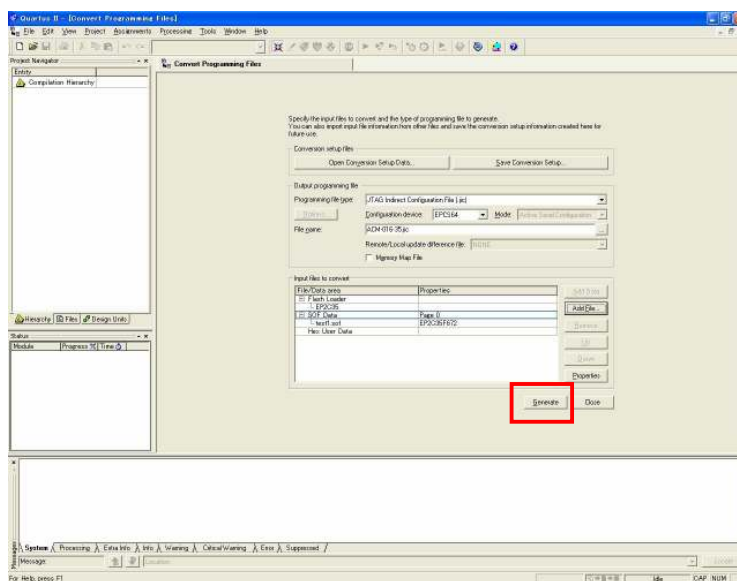 Quartus II - [Convert Programming Files]
File Edit View Project Assignments Processing Tools Window Help
Project Navigator
Entity
Compilation Hierarchy
Hierarchy Files Design Units
Status
Module Progress % Time
Convert Programming Files
Specify the input files to convert and the type of programming file to generate.
You can also import input file information from other files and save the conversion setup information created here for
future use.
Conversion setup files
Open Conversion Setup Data...
Save Conversion Setup...
Output programming file
Programming file type: JTAG Indirect Configuration File (.jic)
Options... Configuration device: EPCS64 Mode: Active Serial Configuration
File name: ...
Remote/Local update difference file: NONE
Memory Map File
Input files to convert
File/Data area Properties
Flash Loader
EP2C35
SOF Data Page 0
test1.sof EP2C35F672
Hex User Data
Add Data
Add File...
Remove
Up
Down
Properties
Generate Close
System Processing Extra Info Info Warning Critical Warning Error Suppressed
Messages
Message: Location: Locate
For Help, press F1
Idle CAP NUM